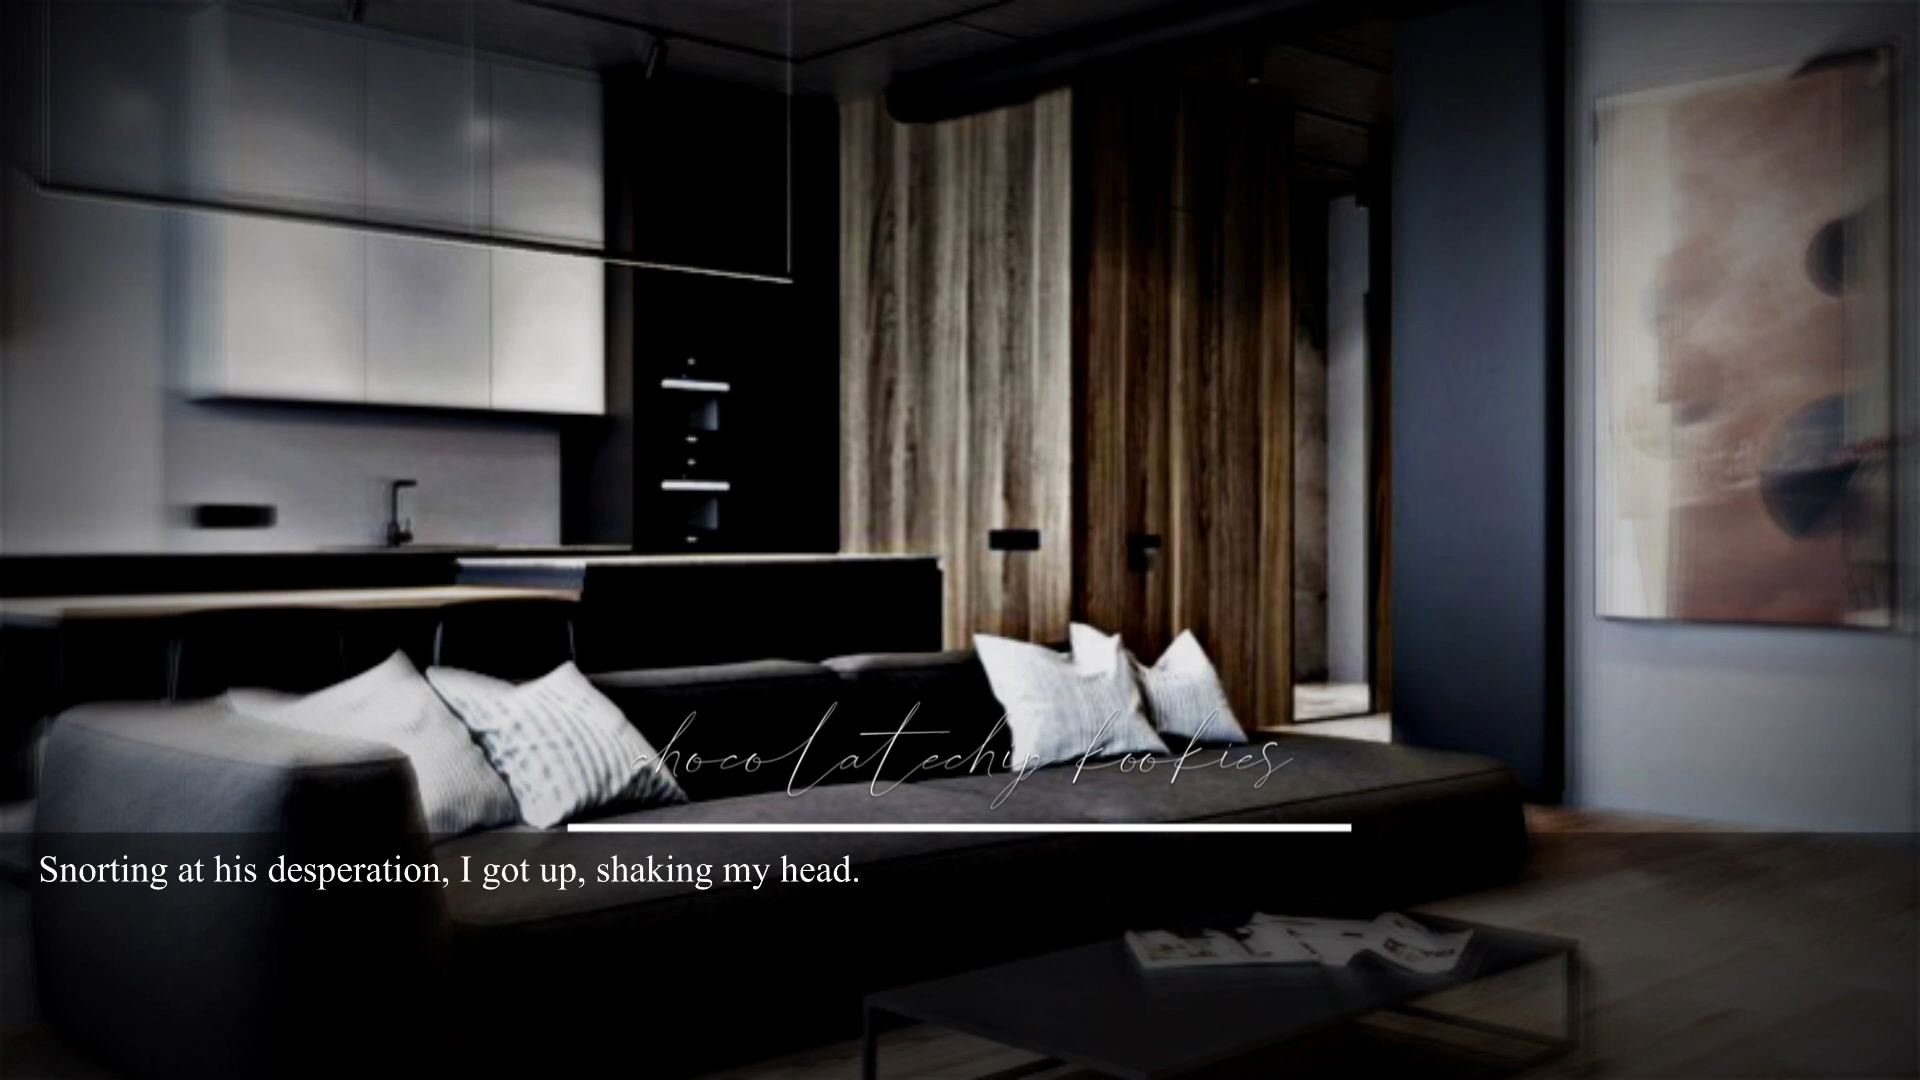 chocolatechip kookies
Snorting at his desperation, I got up, shaking my head.